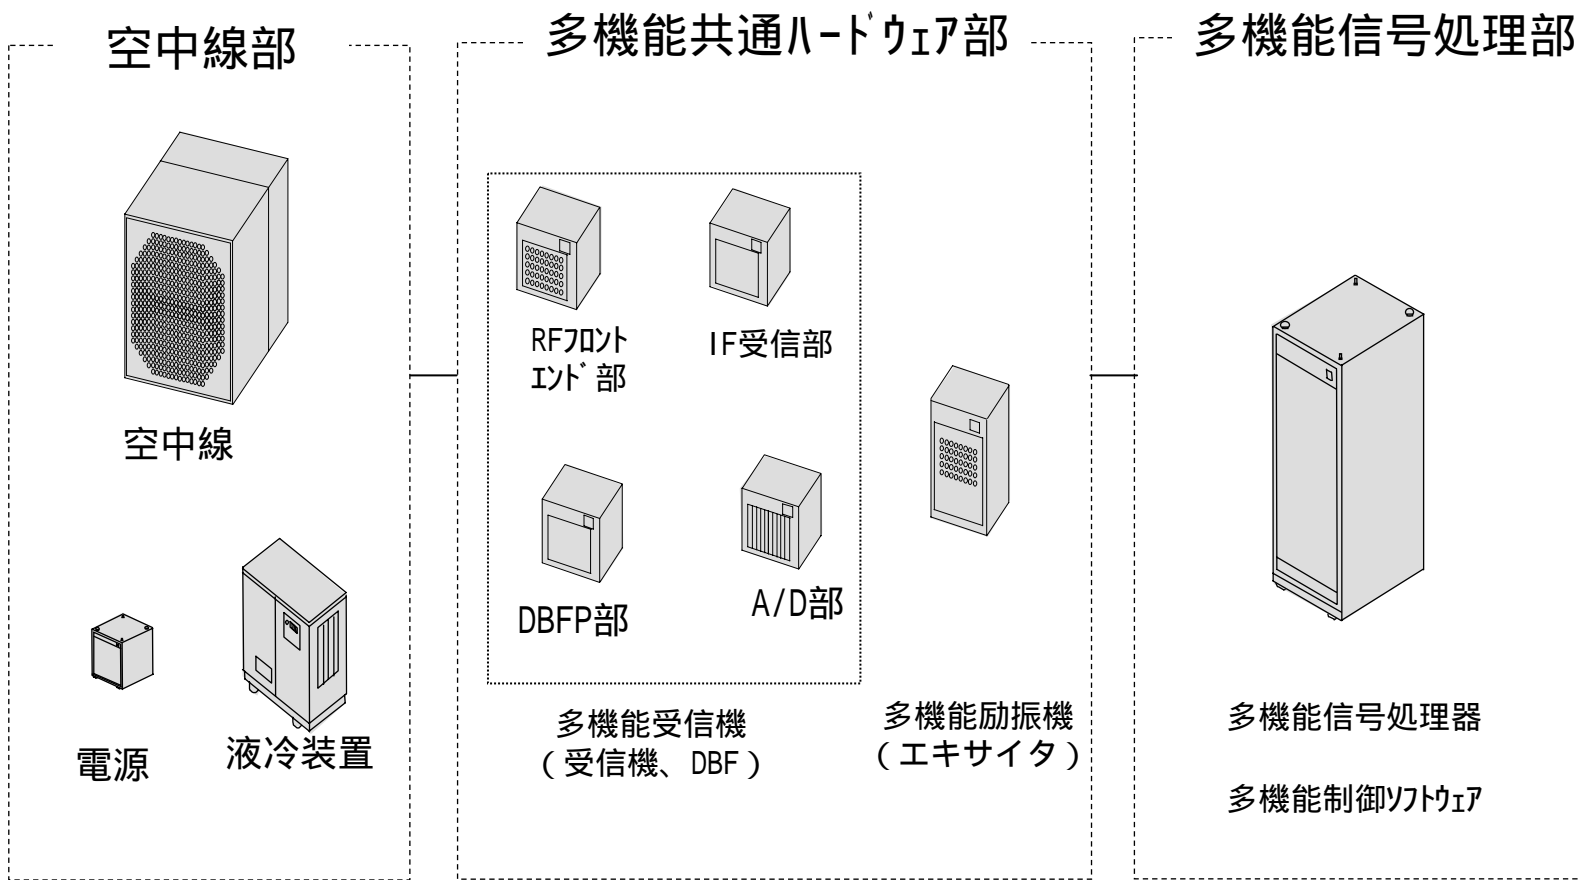 空中線部
多機能共通ﾊｰﾄﾞｳｪｱ部
多機能信号処理部
空中線
電源
液冷装置
RFﾌﾛﾝﾄ
ｴﾝﾄﾞ部
IF受信部
DBFP部
A/D部
多機能受信機
（受信機、DBF）
多機能励振機
（エキサイタ）
多機能信号処理器
多機能制御ｿﾌﾄｳｪｱ